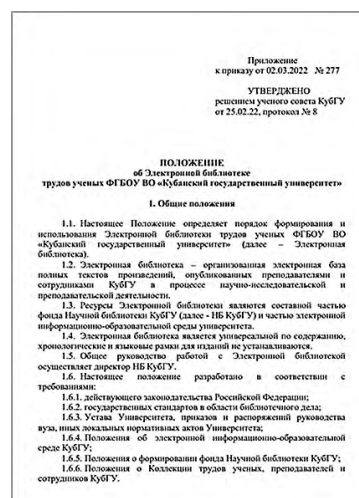 Приложение
к приказу от 02.03.2022 № 277
УТВЕРЖДЕНО
решением ученого совета КубГУ
от 25.02.22, протокол № 8
ПОЛОЖЕНИЕ
об Электронной библиотеке
трудов ученых ФГБОУ ВО «Кубанский государственный университет»
1. Общие положения
1.1. Настоящее Положение определяет порядок формирования и
использования Электронной библиотеки трудов ученых ФГБОУ ВО
«Кубанский государственный университет» (далее – Электронная
библиотека).
1.2. Электронная библиотека – организованная электронная база
полных текстов произведений, опубликованных преподавателями и
сотрудниками КубГУ в процессе научно-исследовательской и
преподавательской деятельности.
1.3. Ресурсы Электронной библиотеки являются составной частью
фонда Научной библиотеки КубГУ (далее - НБ КубГУ) и частью электронной
информационно-образовательной среды университета.
1.4. Электронная библиотека является универсальной по содержанию,
хронологические и языковые рамки для изданий не устанавливаются.
1.5. Общее руководство работой с Электронной библиотекой
осуществляет директор НБ КубГУ.
1.6. Настоящее положение разработано в соответствии с
требованиями:
1.6.1. действующего законодательства Российской Федерации;
1.6.2. государственных стандартов в области библиотечного дела;
1.6.3. Устава Университета, приказов и распоряжений руководства
вуза, иных локальных нормативных актов Университета;
1.6.4. Положения об электронной информационно-образовательной
среде КубГУ;
1.6.5. Положения о формировании фонда Научной библиотеки КубГУ;
1.6.6. Положения о Коллекции трудов ученых, преподавателей и
сотрудников КубГУ.